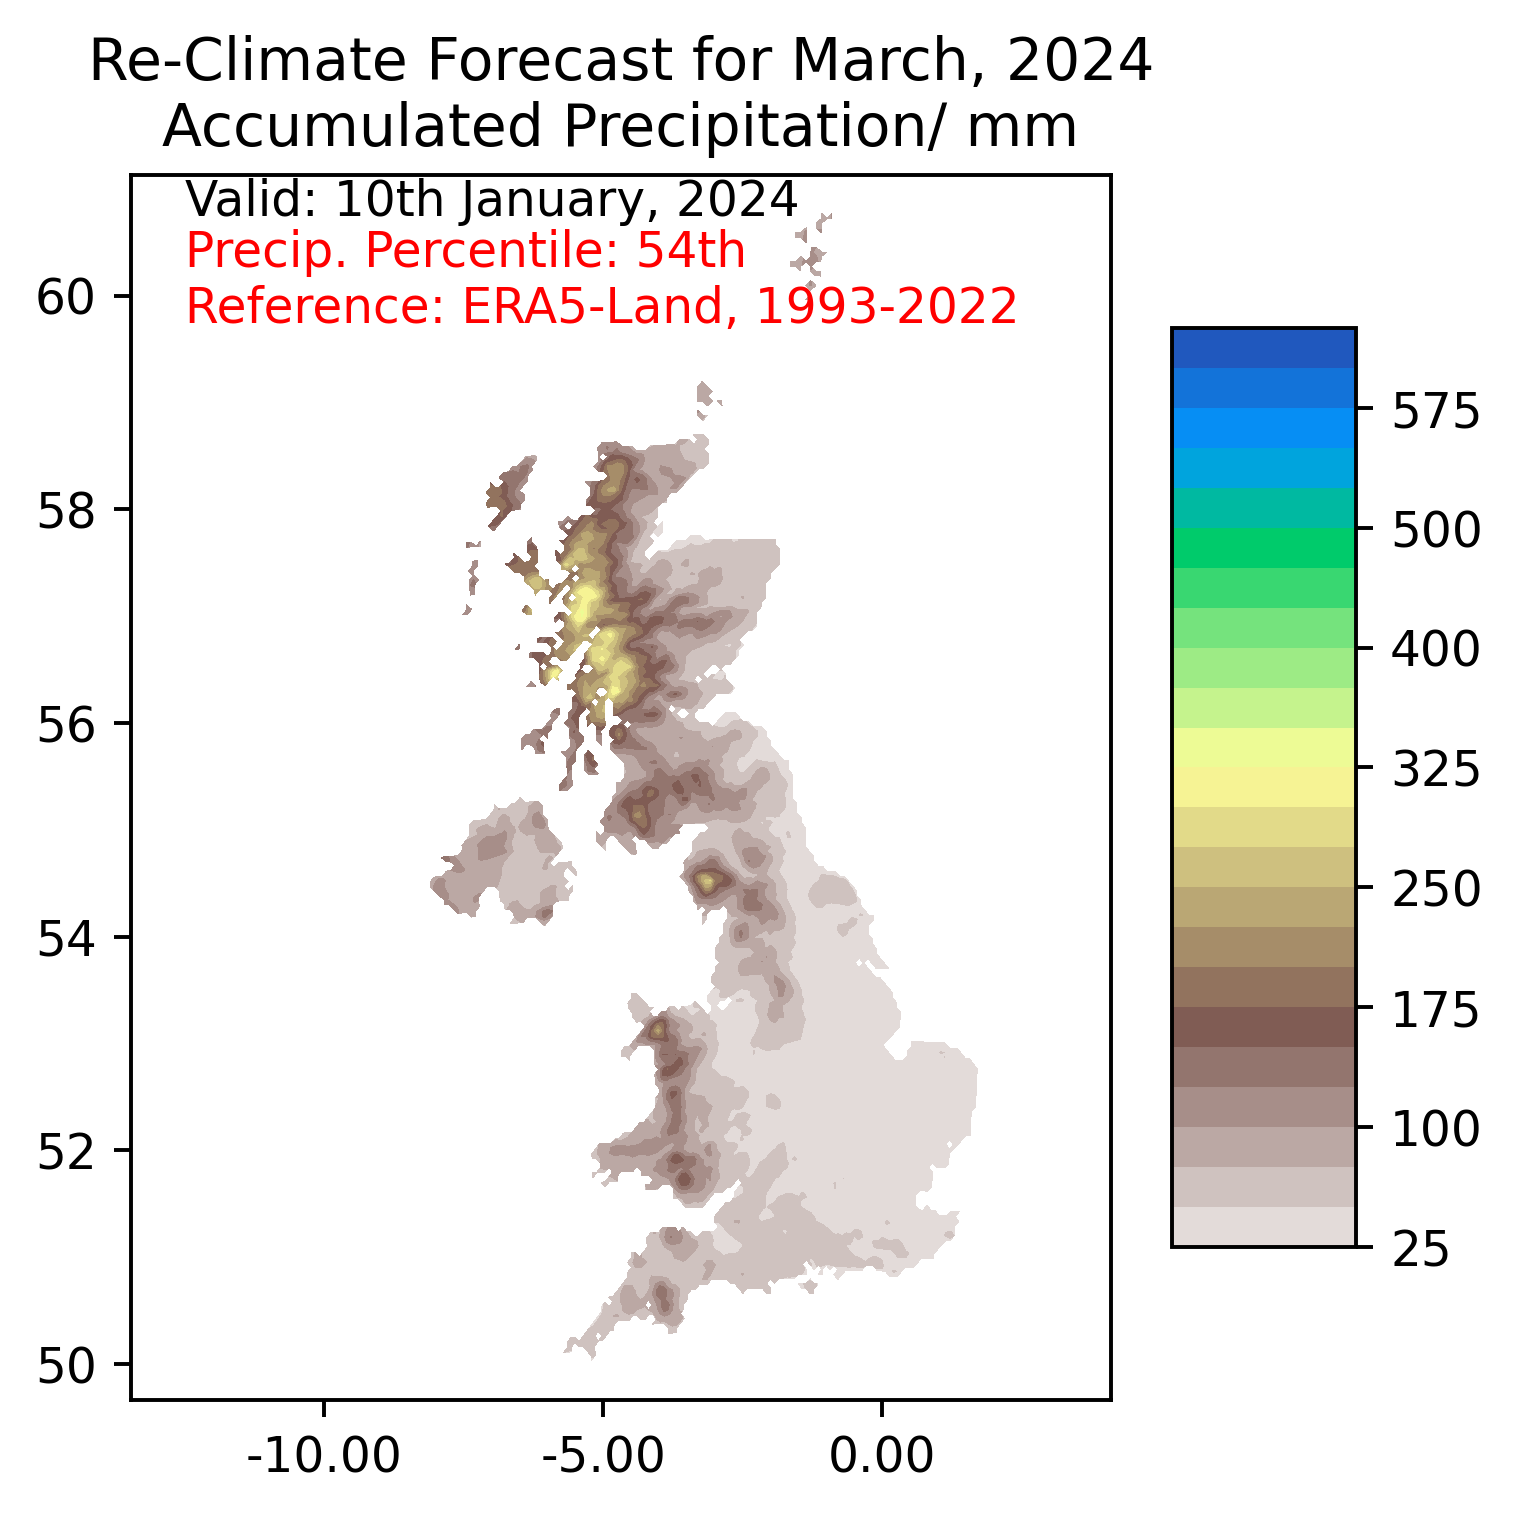 Re-Climate Forecast for March, 2024
Accumulated Precipitation/ mm
Valid: 10th January, 2024
Precip. Percentile: 54th
Reference: ERA5-Land, 1993-2022
60
58
56
54
52
50
-10.00 -5.00 0.00
575
500
400
325
250
175
100
25